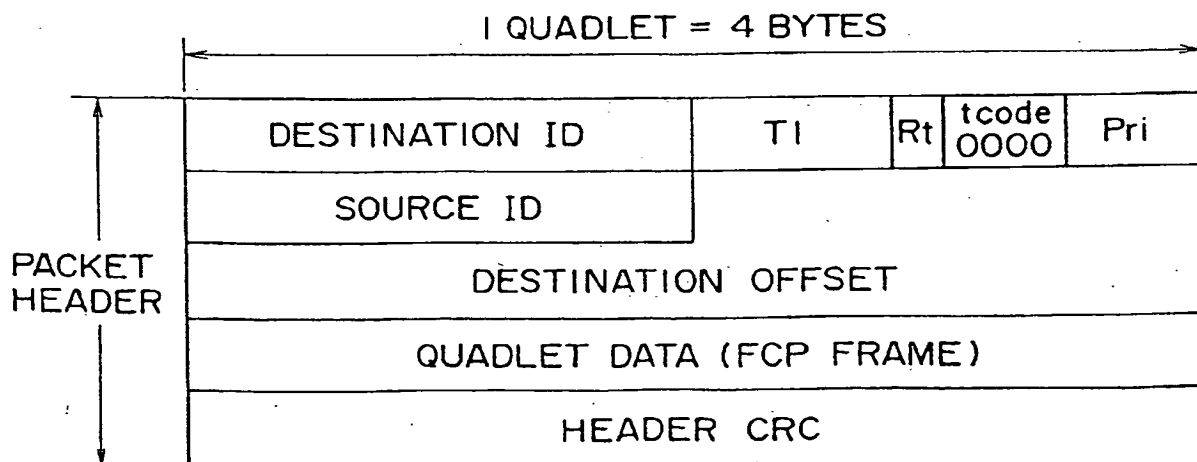 1 QUADLET = 4 BYTES
DESTINATION ID
TI
Rt
tcode
0000
Pri
SOURCE ID
PACKET
HEADER
DESTINATION OFFSET
QUADLET DATA (FCP FRAME)
HEADER CRC